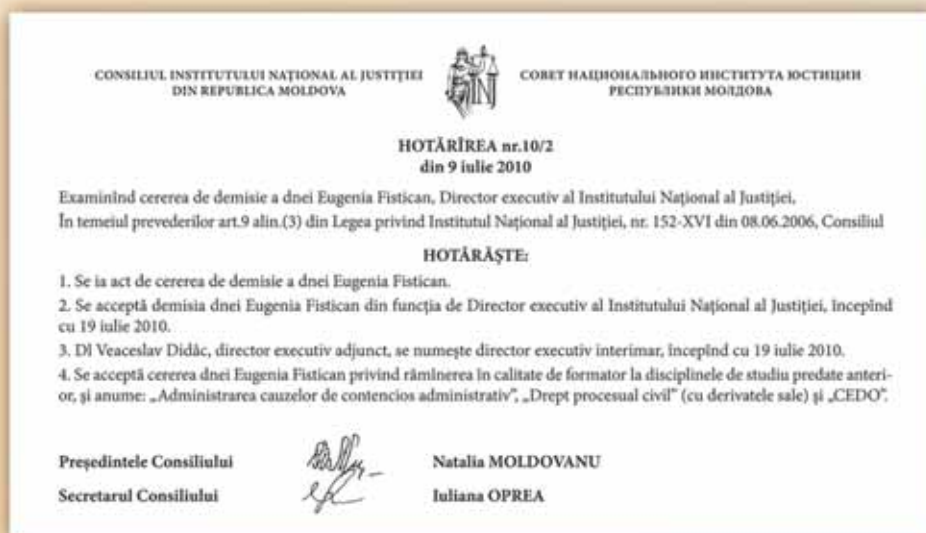 CONSILIUL INSTITUTULUI NAȚIONAL AL JUSTIȚIEI
DIN REPUBLICA MOLDOVA
СОВЕТ НАЦИОНАЛЬНОГО ИНСТИТУТА ЮСТИЦИИ
РЕСПУБЛИКИ МОЛДОВА
INJ
HOTĂRÎREA nr.10/2
din 9 iulie 2010
Examinînd cererea de demisie a dnei Eugenia Fistican, Director executiv al Institutului Național al Justiției,
În temeiul prevederilor art.9 alin.(3) din Legea privind Institutul Național al Justiției, nr. 152-XVI din 08.06.2006, Consiliul
HOTĂRĂȘTE:
1. Se ia act de cererea de demisie a dnei Eugenia Fistican.
2. Se acceptă demisia dnei Eugenia Fistican din funcția de Director executiv al Institutului Național al Justiției, începînd
cu 19 iulie 2010.
3. Dl Veaceslav Didâc, director executiv adjunct, se numește director executiv interimar, începînd cu 19 iulie 2010.
4. Se acceptă cererea dnei Eugenia Fistican privind rămînerea în calitate de formator la disciplinele de studiu predate anteri-
or, și anume: „Administrarea cauzelor de contencios administrativ”, „Drept procesual civil” (cu derivatele sale) și „CEDO”.
Președintele Consiliului Natalia MOLDOVANU
Secretarul Consiliului Iuliana OPREA